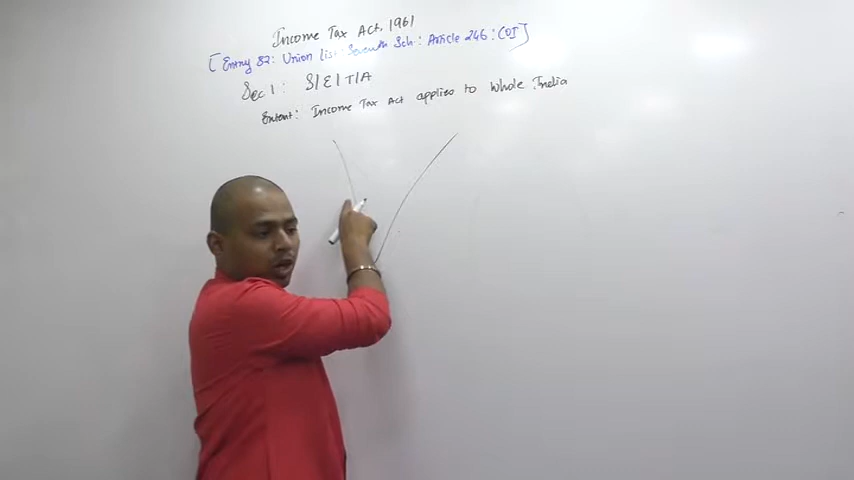 Income Tax Act, 1961
[Entry 82: Union list: Seventh Sch: Article 246: COI]
Sec 1: S/E/T/A
Extent: Income Tax Act applies to Whole India